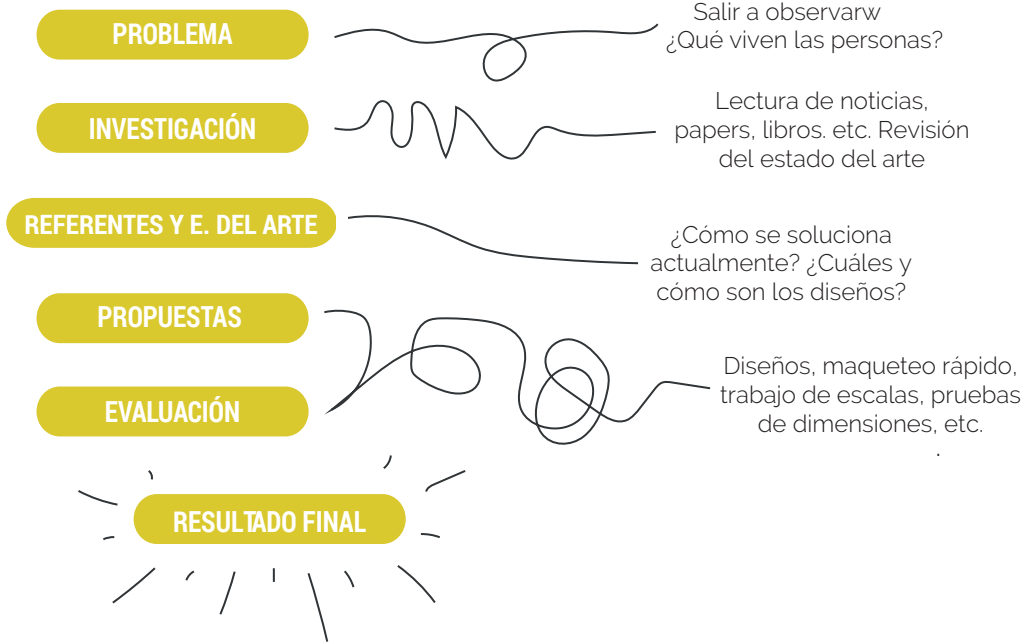 PROBLEMA
Salir a observarw
¿Qué viven las personas?
INVESTIGACIÓN
Lectura de noticias,
papers, libros. etc. Revisión
del estado del arte
REFERENTES Y E. DEL ARTE
¿Cómo se soluciona
actualmente? ¿Cuáles y
cómo son los diseños?
PROPUESTAS
EVALUACIÓN
Diseños, maqueteo rápido,
trabajo de escalas, pruebas
de dimensiones, etc.
.
RESULTADO FINAL